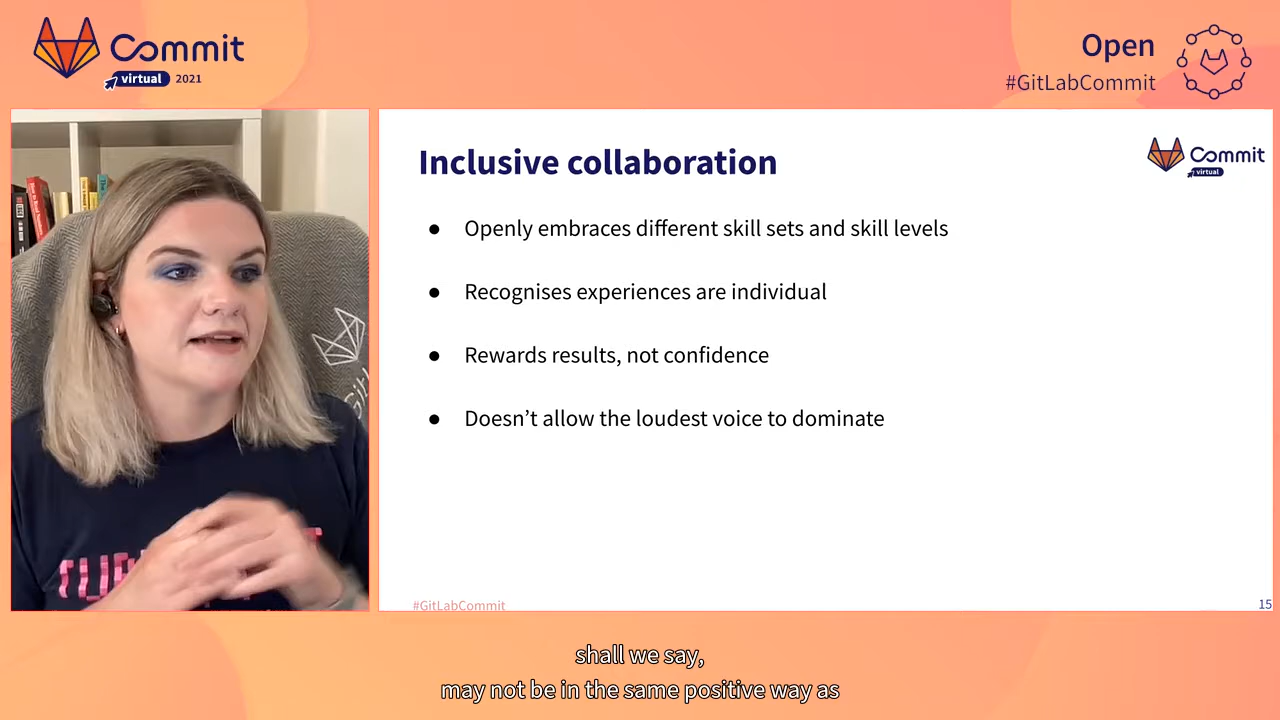 Commit
virtual 2021
Open
#GitLabCommit
Inclusive collaboration
Commit
virtual
● Openly embraces different skill sets and skill levels
● Recognises experiences are individual
● Rewards results, not confidence
● Doesn’t allow the loudest voice to dominate
#GitLabCommit
15
shall we say,
may not be in the same positive way as